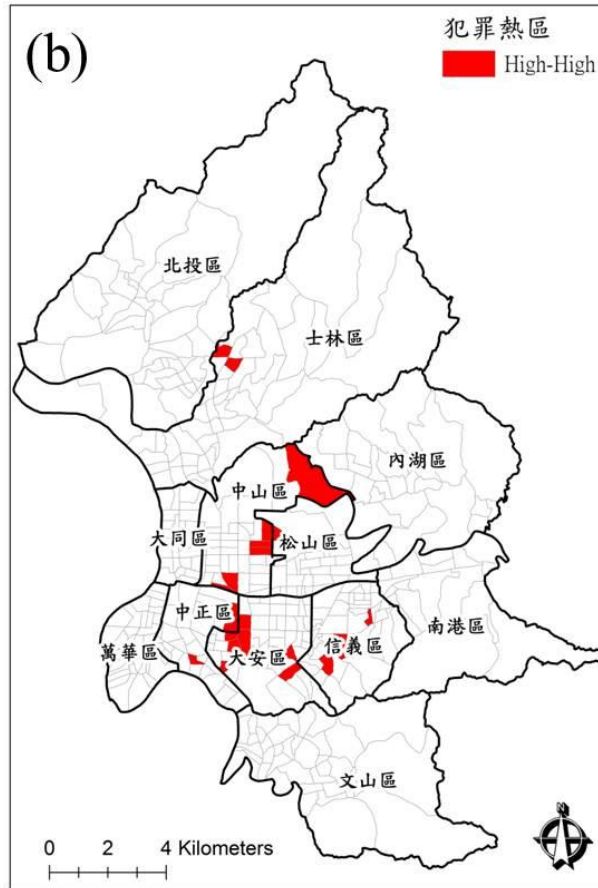 (b)
犯罪熱區
High-High
北投區
士林區
內湖區
中山區
大同區
松山區
中正區
南港區
信義區
萬華區
大安區
文山區
0 2 4 Kilometers
N